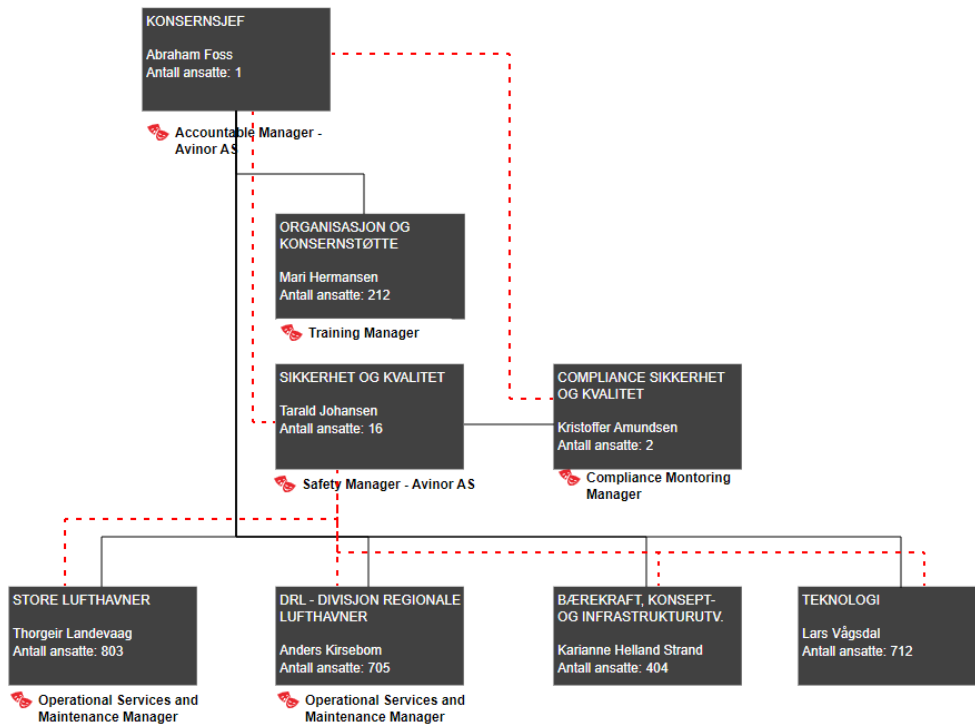 KONSERNSJEF
Abraham Foss
Antall ansatte: 1
Accountable Manager -
Avinor AS
ORGANISASJON OG
KONSERNSTØTTE
Mari Hermansen
Antall ansatte: 212
Training Manager
SIKKERHET OG KVALITET
Tarald Johansen
Antall ansatte: 16
Safety Manager - Avinor AS
COMPLIANCE SIKKERHET
OG KVALITET
Kristoffer Amundsen
Antall ansatte: 2
Compliance Montoring
Manager
STORE LUFTHAVNER
Thorgeir Landevaag
Antall ansatte: 803
Operational Services and
Maintenance Manager
DRL - DIVISJON REGIONALE
LUFTHAVNER
Anders Kirsebom
Antall ansatte: 705
Operational Services and
Maintenance Manager
BÆREKRAFT, KONSEPT-
OG INFRASTRUKTURUTV.
Karianne Helland Strand
Antall ansatte: 404
TEKNOLOGI
Lars Vågsdal
Antall ansatte: 712